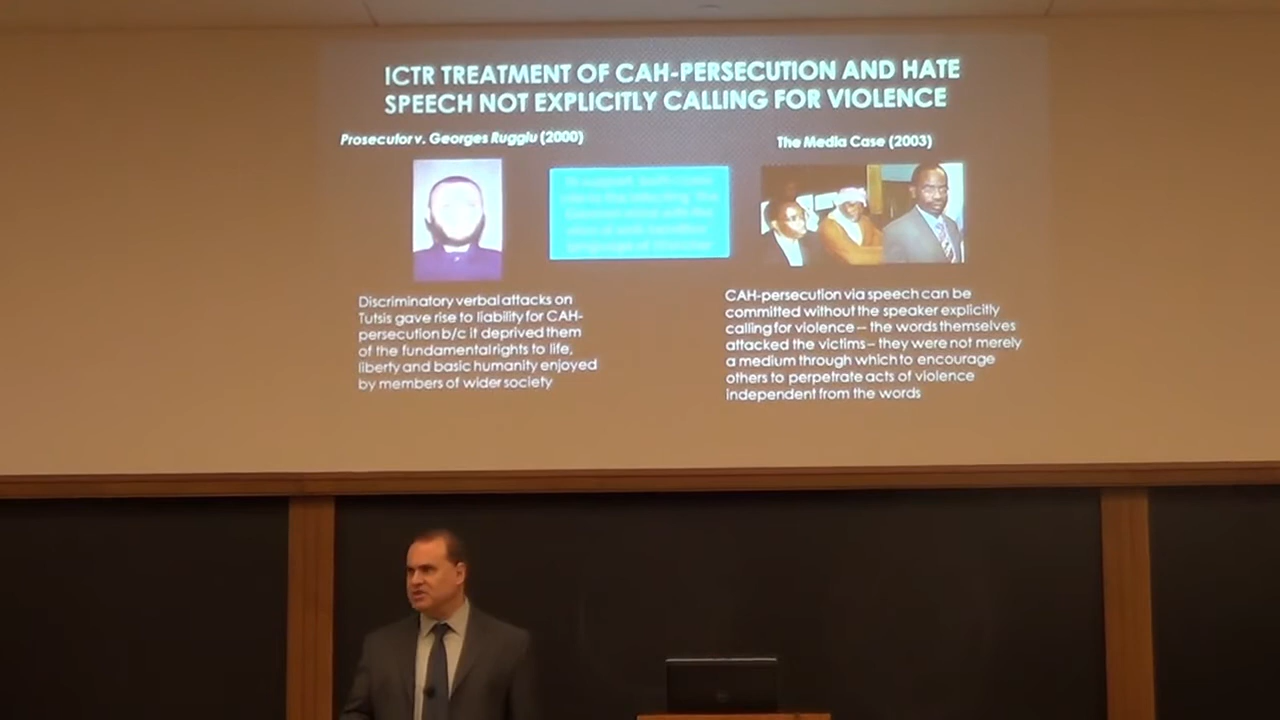 ICTR TREATMENT OF CAH-PERSECUTION AND HATE
SPEECH NOT EXPLICITLY CALLING FOR VIOLENCE
Prosecutor v. Georges Ruggiu (2000)
The Media Case (2003)
Discriminatory verbal attacks on
Tutsis gave rise to liability for CAH-
persecution b/c it deprived them
of the fundamental rights to life,
liberty and basic humanity enjoyed
by members of wider society
CAH-persecution via speech can be
committed without the speaker explicitly
calling for violence – the words themselves
attacked the victims – they were not merely
a medium through which to encourage
others to perpetrate acts of violence
independent from the words